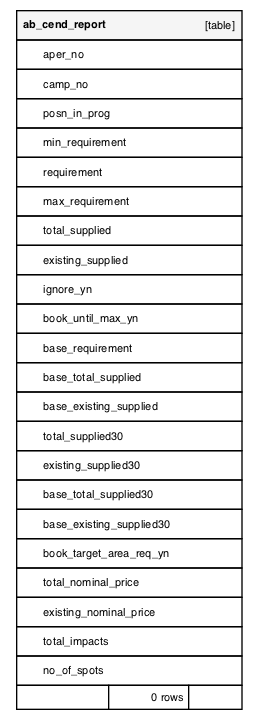 ab_cend_report [table]
aper_no
camp_no
posn_in_prog
min_requirement
requirement
max_requirement
total_supplied
existing_supplied
ignore_yn
book_until_max_yn
base_requirement
base_total_supplied
base_existing_supplied
total_supplied30
existing_supplied30
base_total_supplied30
base_existing_supplied30
book_target_area_req_yn
total_nominal_price
existing_nominal_price
total_impacts
no_of_spots
0 rows